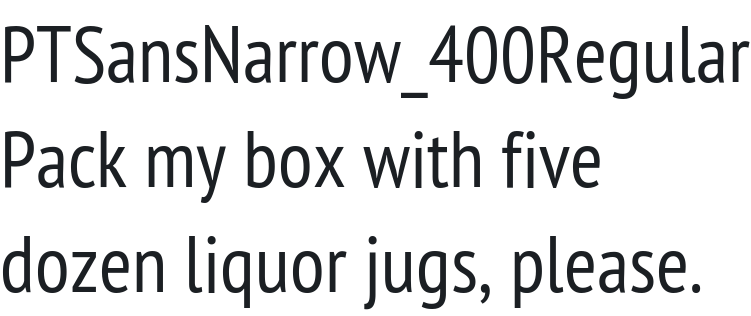 PTSansNarrow_400Regular
Pack my box with five
dozen liquor jugs, please.